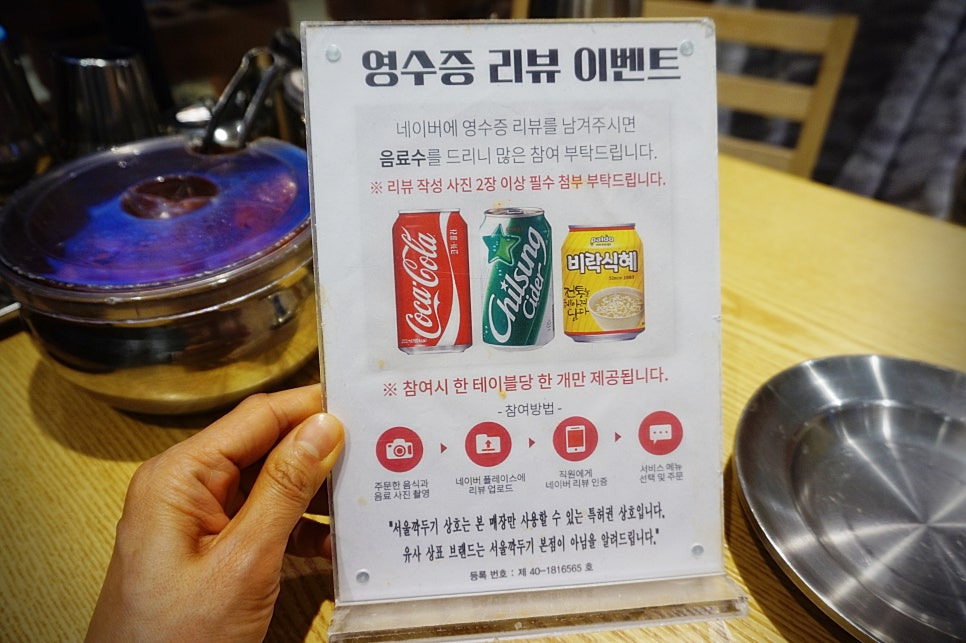 영수증 리뷰 이벤트
네이버에 영수증 리뷰를 남겨주시면
음료수를 드리니 많은 참여 부탁드립니다.
※ 리뷰 작성 사진 2장 이상 필수 첨부 부탁드립니다.
Coca-Cola
코카콜라
Chilsung
Cider
paldo
비락식혜
Since 1993
※ 참여시 한 테이블당 한 개만 제공됩니다.
- 참여방법 -
주문한 음식과
음료 사진 촬영
네이버 플레이스에
리뷰 업로드
직원에게
네이버 리뷰 인증
서비스 메뉴
선택 및 주문
"서울깍두기 상호는 본 매장만 사용할 수 있는 특허권 상호입니다.
유사 상표 브랜드는 서울깍두기 본점이 아님을 알려드립니다."
등록 번호 : 제 40-1816565 호